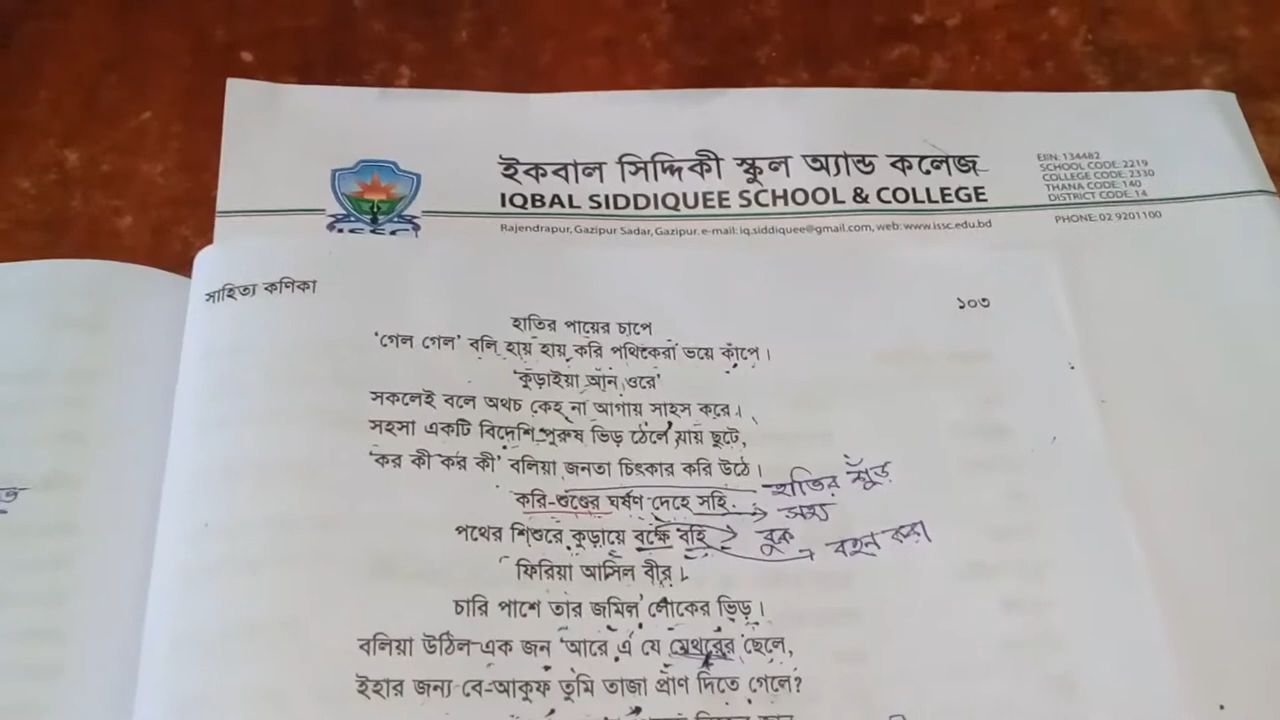 ইকবাল সিদ্দিকী স্কুল অ্যান্ড কলেজ
IQBAL SIDDIQUEE SCHOOL & COLLEGE
Rajendrapur, Gazipur Sadar, Gazipur. e-mail: iq.siddiquee@gmail.com, web: www.issc.edu.bd
EIIN: 134482
SCHOOL CODE: 2219
COLLEGE CODE: 2330
THANA CODE: 140
DISTRICT CODE: 14
PHONE: 02 9201100
ISSC
সাহিত্য কণিকা
১০৩
হাতির পায়ের চাপে
‘গেল গেল’ বলি হায় হায় করি পথিকেরা ভয়ে কাঁপে।
‘কুড়াইয়া আন্ ওরে’
সকলেই বলে অথচ কেহ না আগায় সাহস করে।
সহসা একটি বিদেশি পুরুষ ভিড় ঠেলে যায় ছুটে,
‘কর কী কর কী’ বলিয়া জনতা চিৎকার করি উঠে।
করি-শুণ্ডের ঘর্ষণ দেহে সহি হাতির শুঁড়
সহ্য
পথের শিশুরে কুড়ায়ে বক্ষে বহি বুক বহন করা
ফিরিয়া আসিল বীর।
চারি পাশে তার জমিল লোকের ভিড়।
বলিয়া উঠিল এক জন ‘আরে এ যে মেথরের ছেলে,
ইহার জন্য বে-আকুফ তুমি তাজা প্রাণ দিতে গেলে?